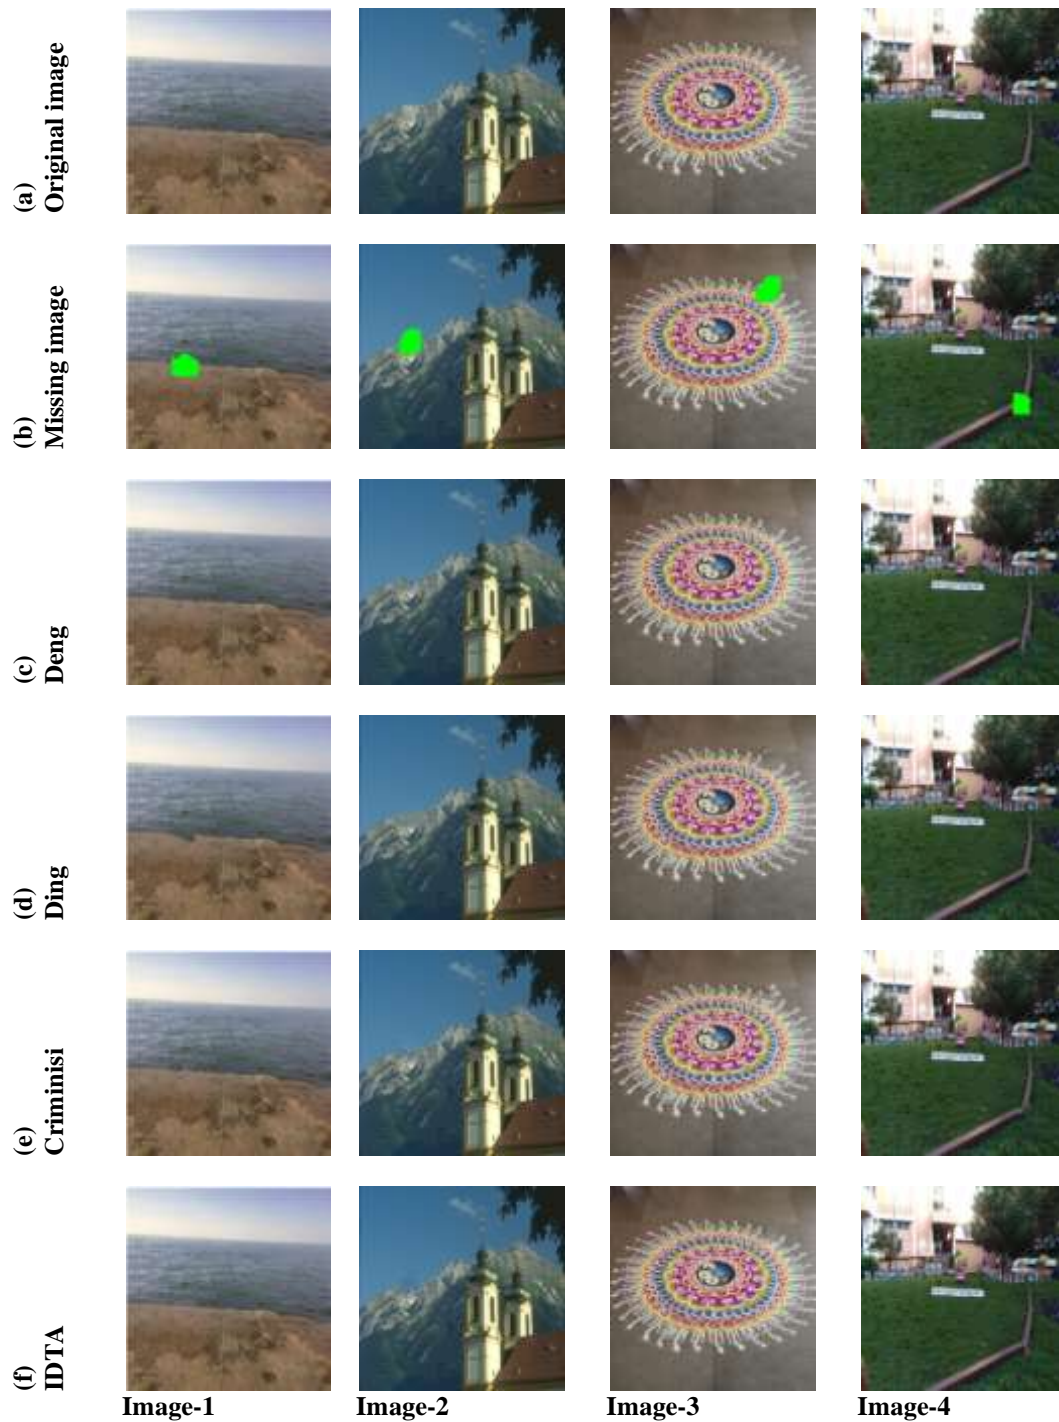 (a)
Original image
(b)
Missing image
(c)
Deng
(d)
Ding
(e)
Criminisi
(f)
IDTA
Image-1 Image-2 Image-3 Image-4